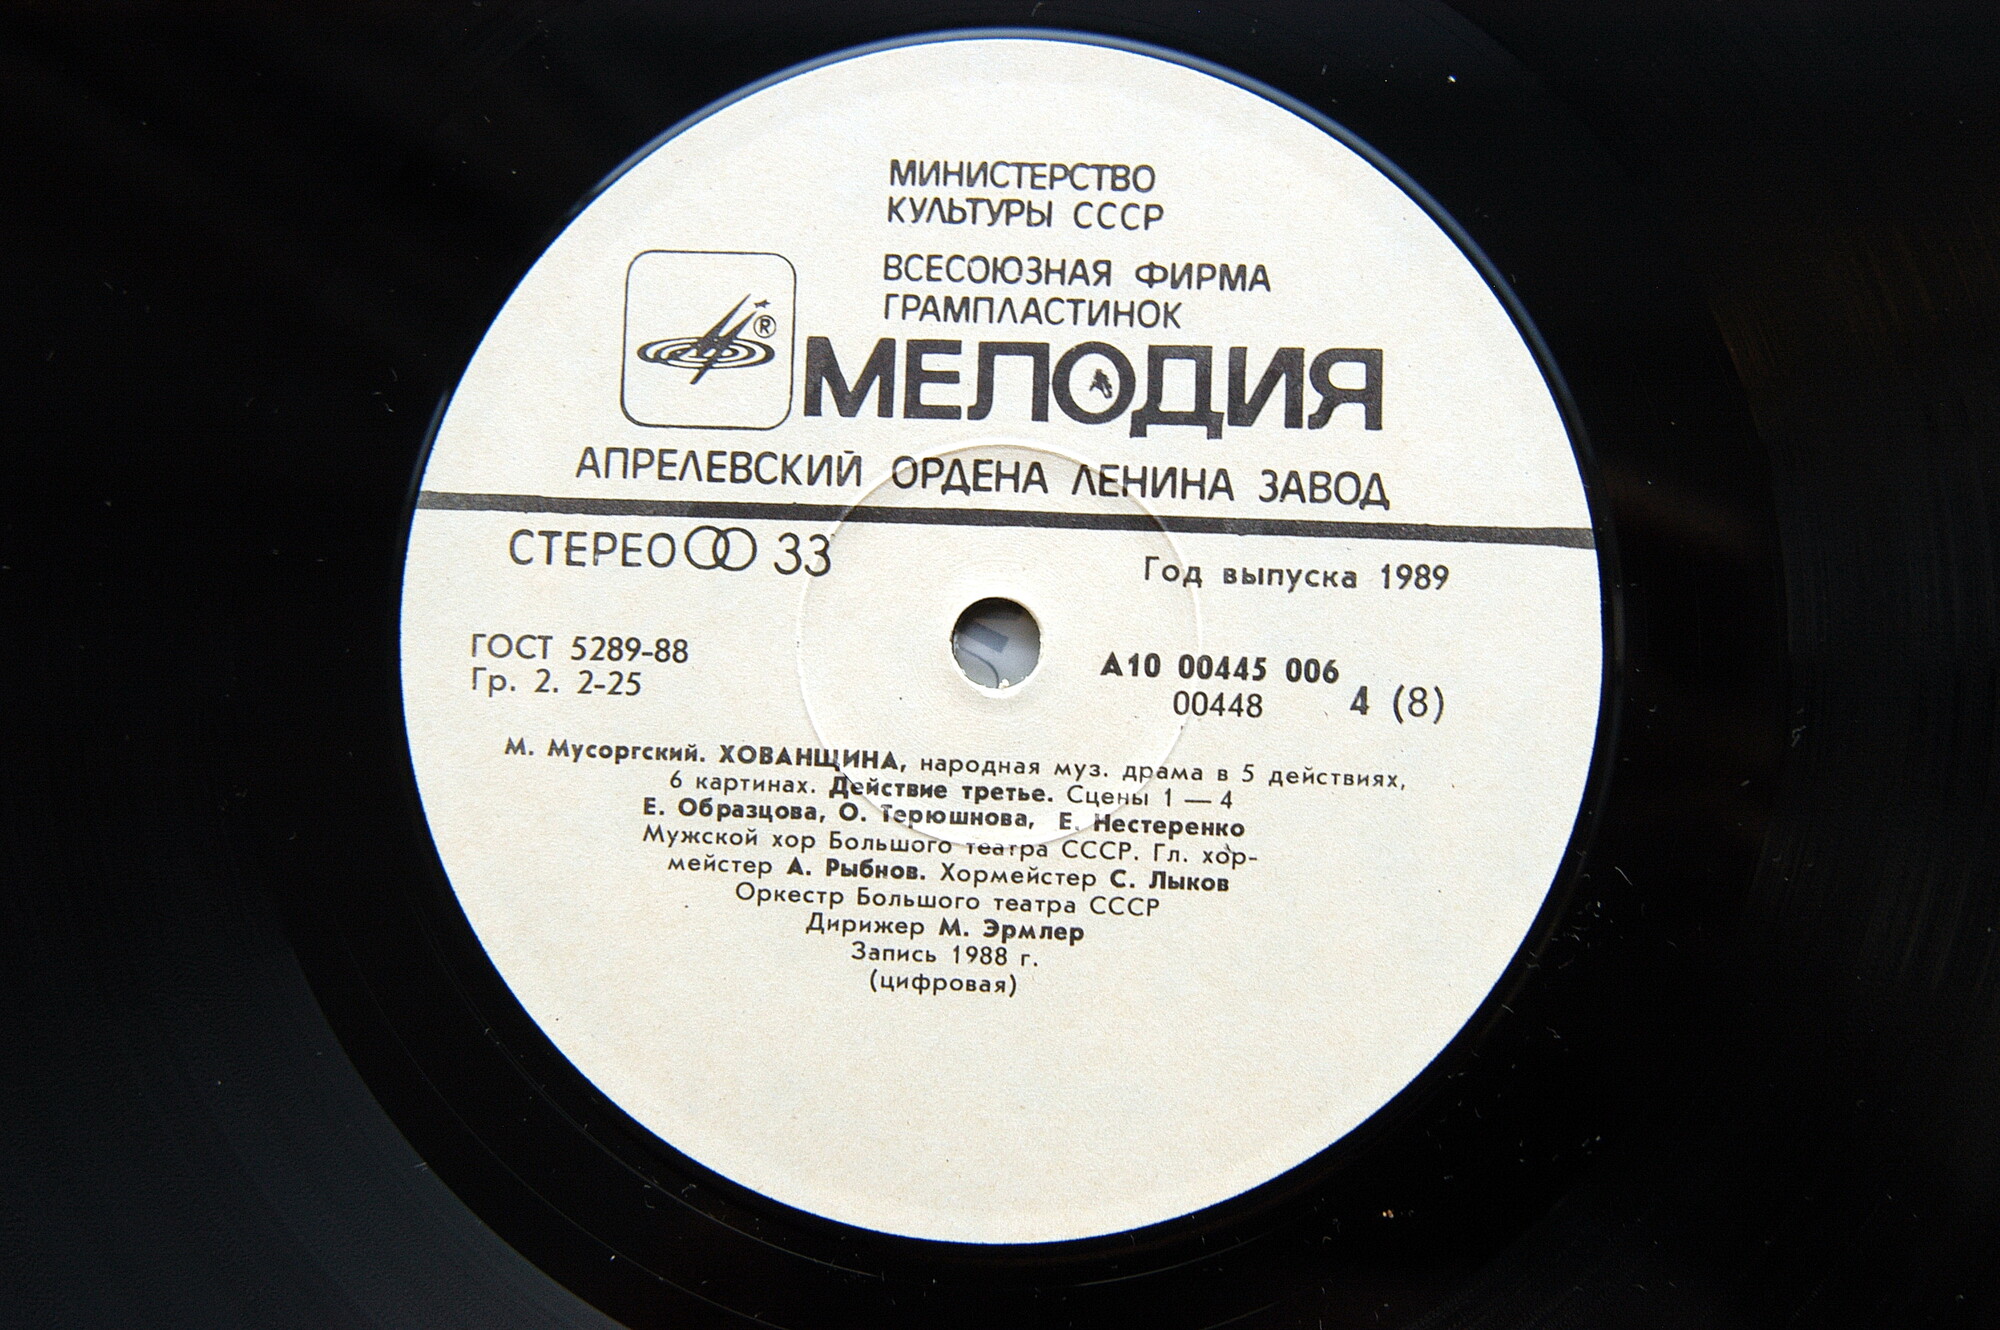 МИНИСТЕРСТВО
КУЛЬТУРЫ СССР
ВСЕСОЮЗНАЯ ФИРМА
ГРАМПЛАСТИНОК
®
МЕЛОДИЯ
АПРЕЛЕВСКИЙ ОРДЕНА ЛЕНИНА ЗАВОД
СТЕРЕО 33
Год выпуска 1989
ГОСТ 5289-88
Гр. 2. 2-25
А10 00445 006
00448 4 (8)
М. Мусоргский. ХОВАНЩИНА, народная муз. драма в 5 действиях,
6 картинах. Действие третье. Сцены 1 — 4
Е. Образцова, О. Терюшнова, Е. Нестеренко
Мужской хор Большого театра СССР. Гл. хор-
мейстер А. Рыбнов. Хормейстер С. Лыков
Оркестр Большого театра СССР
Дирижер М. Эрмлер
Запись 1988 г.
(цифровая)